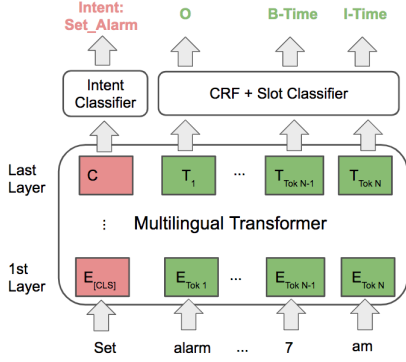 Intent:
Set_Alarm
O
B-Time
I-Time
Intent
Classifier
CRF + Slot Classifier
Last
Layer
C
T1
...
TTok N-1
TTok N
...
Multilingual Transformer
1st
Layer
E[CLS]
ETok 1
...
ETok N-1
ETok N
Set
alarm
...
7
am